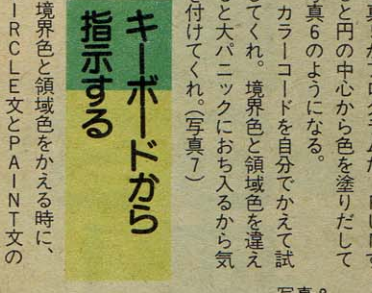 と円の中心から色を塗りだして
真6のようになる。
カラーコードを自分でかえて試
してくれ。境界色と領域色を違え
ると大パニックにおち入るから気
を付けてくれ。(写真7)
キーボードから
指示する
境界色と領域色をかえる時に、
IRCLE文とPAINT文の